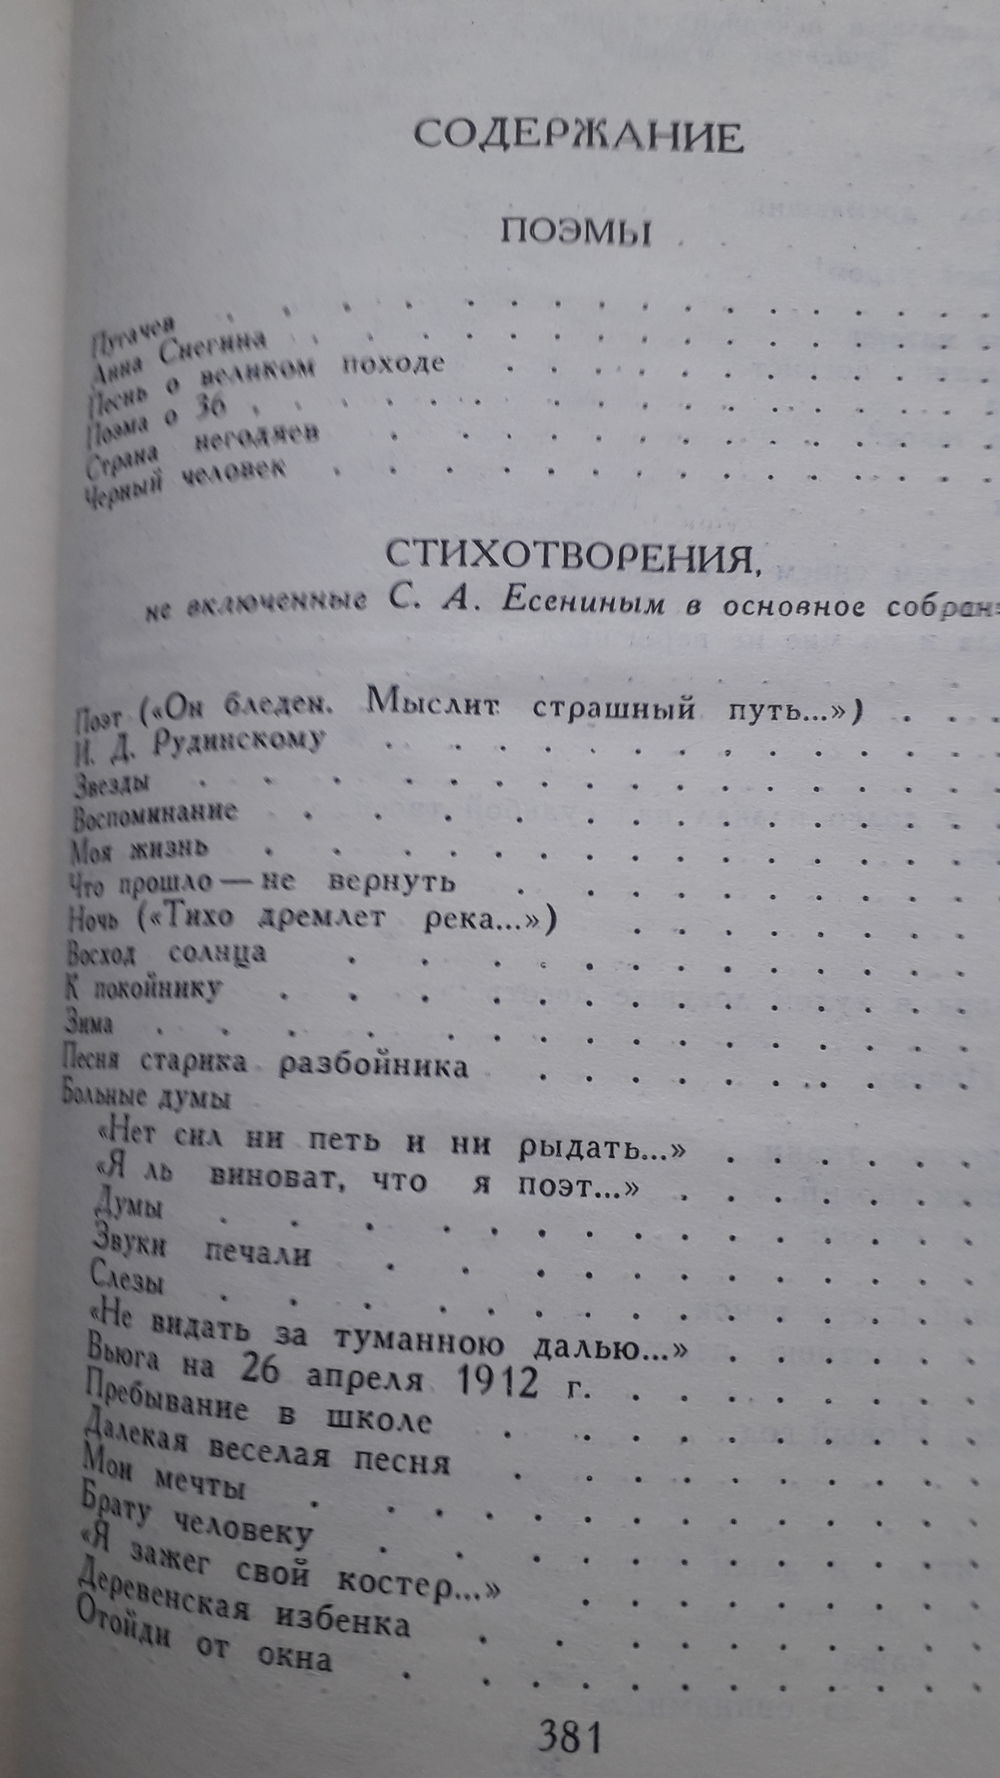 СОДЕРЖАНИЕ
ПОЭМЫ
Пугачев
Анна Снегина
Песнь о великом походе
Поэма о 36
Страна негодяев
Черный человек
СТИХОТВОРЕНИЯ,
не включенные С. А. Есениным в основное собран
Поэт («Он бледен. Мыслит страшный путь...»)
И. Д. Рудинскому
Звезды
Воспоминание
Моя жизнь
Что прошло — не вернуть
Ночь («Тихо дремлет река...»)
Восход солнца
К покойнику
Зима
Песня старика разбойника
Больные думы
«Нет сил ни петь и ни рыдать...»
«Я ль виноват, что я поэт...»
Думы
Звуки печали
Слезы
«Не видать за туманною далью...»
Вьюга на 26 апреля 1912 г.
Пребывание в школе
Далекая веселая песня
Мои мечты
Брату человеку
«Я зажег свой костер...»
Деревенская избенка
Отойди от окна
381